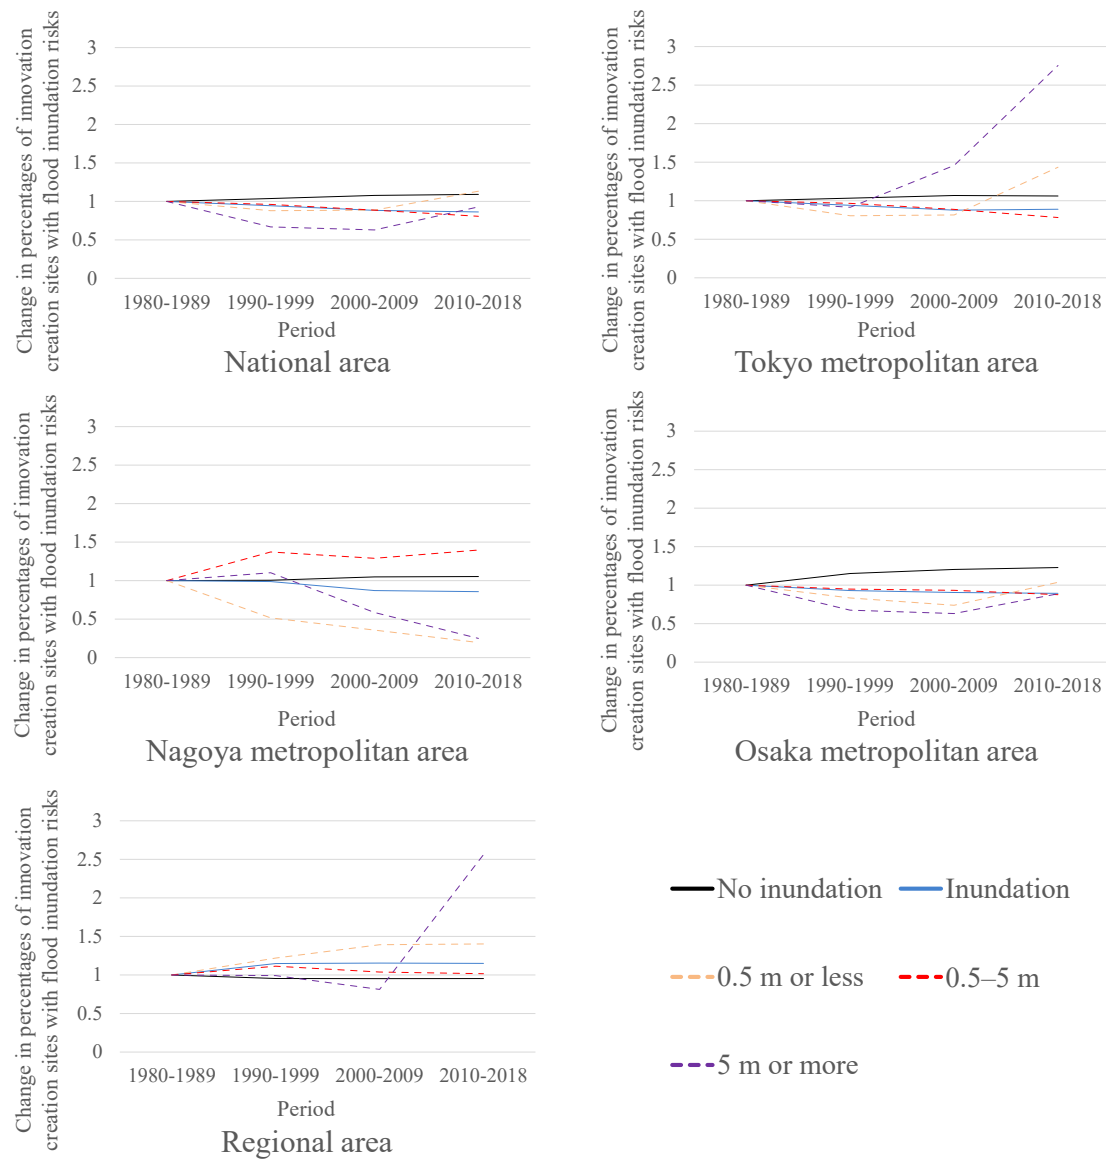 Change in percentages of innovation
creation sites with flood inundation risks
3
2.5
2
1.5
1
0.5
0
1980-1989 1990-1999 2000-2009 2010-2018
Period
National area
Change in percentages of innovation
creation sites with flood inundation risks
3
2.5
2
1.5
1
0.5
0
1980-1989 1990-1999 2000-2009 2010-2018
Period
Tokyo metropolitan area
Change in percentages of innovation
creation sites with flood inundation risks
3
2.5
2
1.5
1
0.5
0
1980-1989 1990-1999 2000-2009 2010-2018
Period
Nagoya metropolitan area
Change in percentages of innovation
creation sites with flood inundation risks
3
2.5
2
1.5
1
0.5
0
1980-1989 1990-1999 2000-2009 2010-2018
Period
Osaka metropolitan area
Change in percentages of innovation
creation sites with flood inundation risks
3
2.5
2
1.5
1
0.5
0
1980-1989 1990-1999 2000-2009 2010-2018
Period
Regional area
No inundation Inundation
0.5 m or less 0.5–5 m
5 m or more